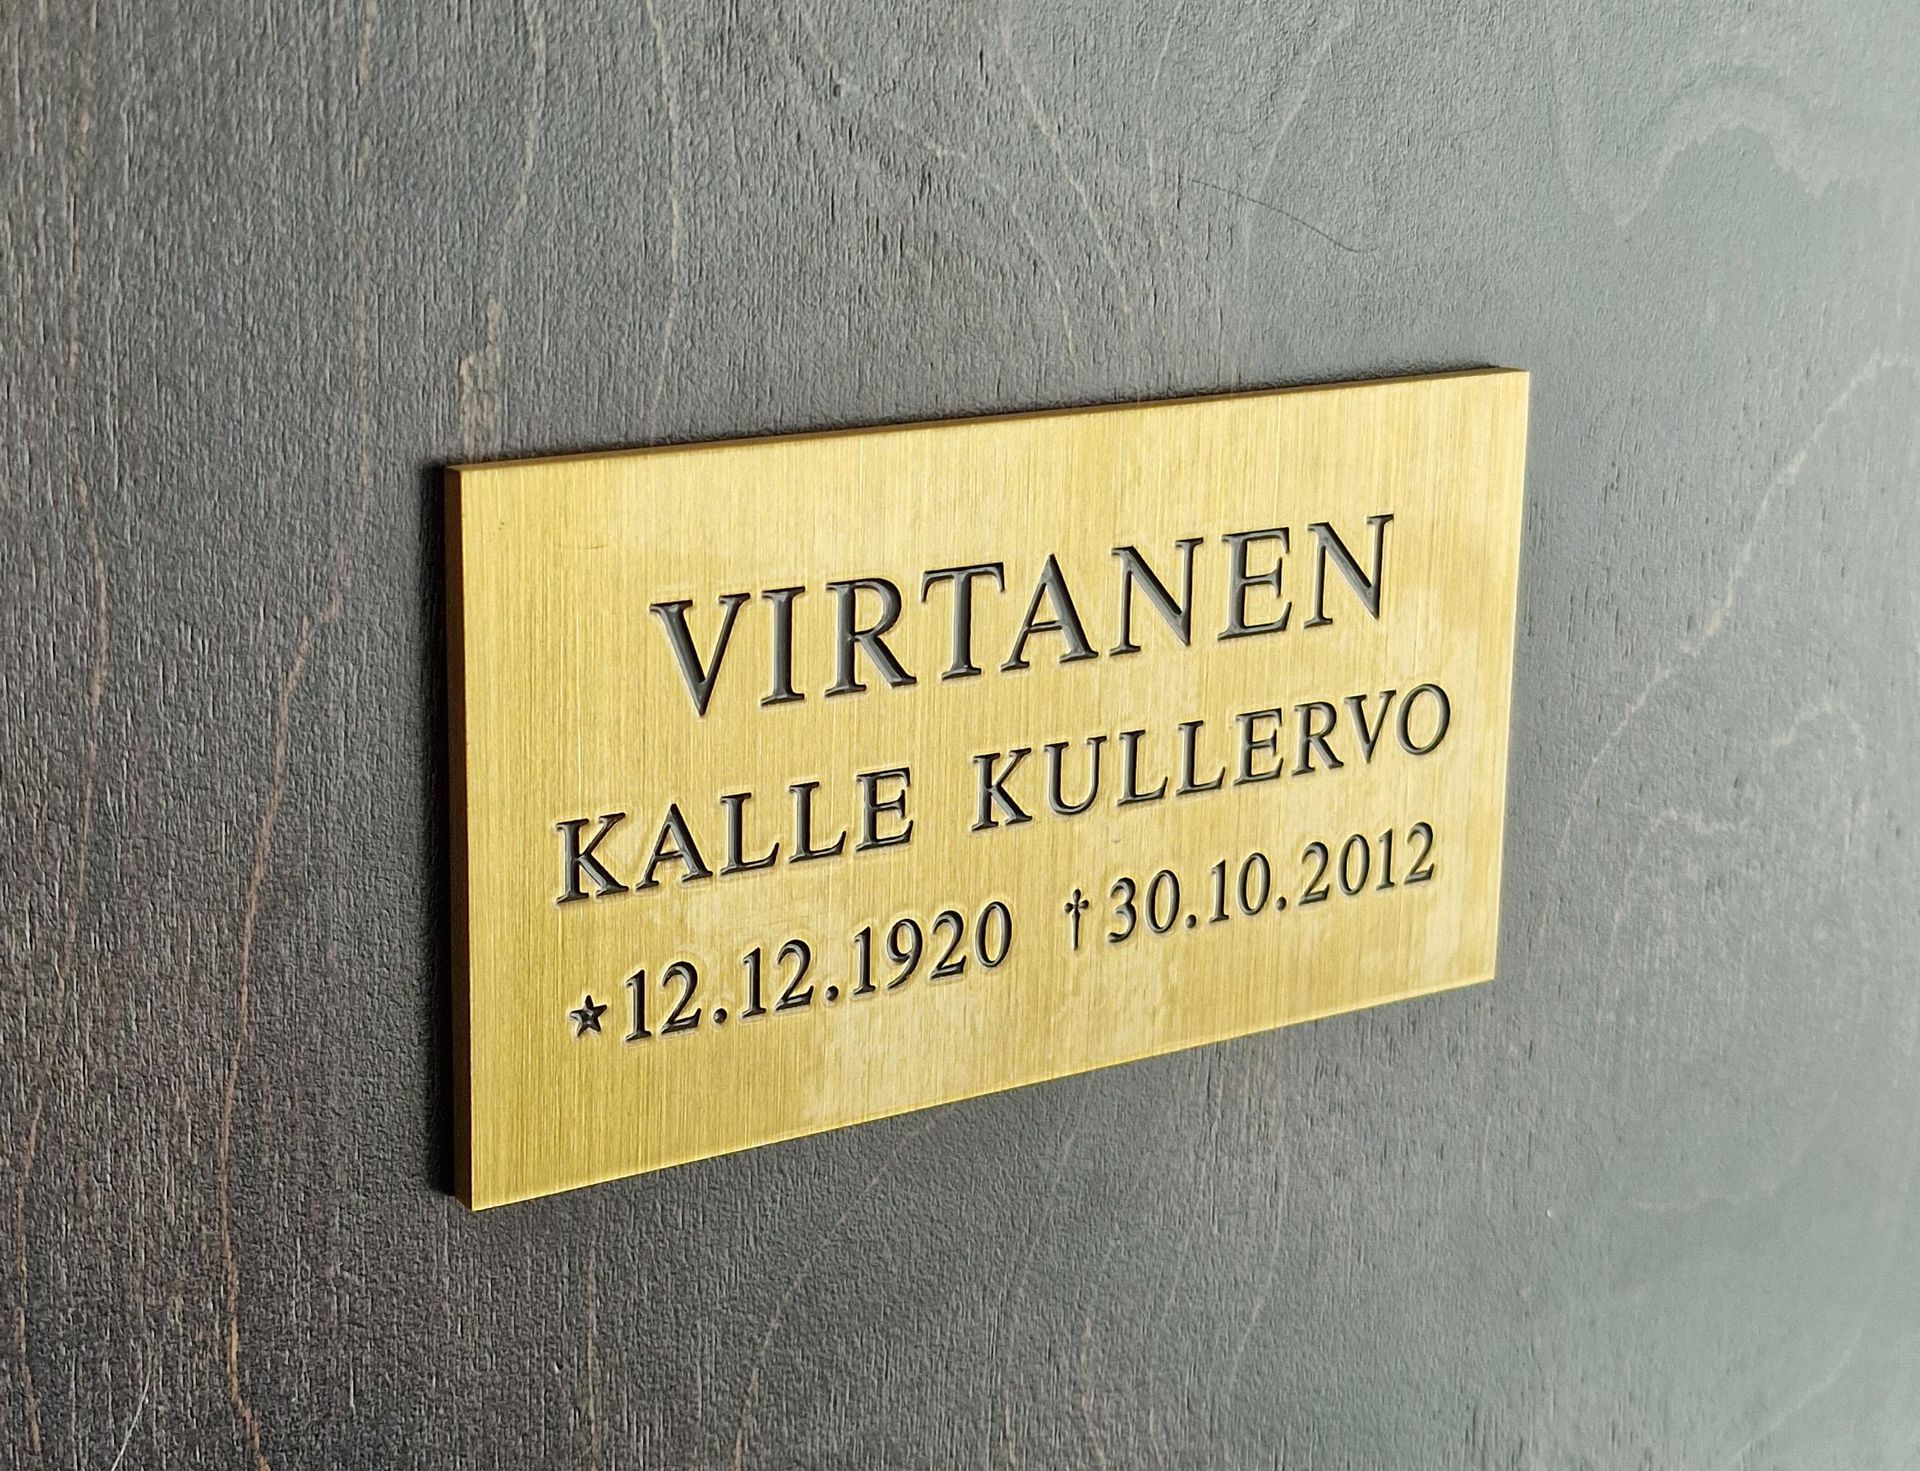 VIRTANEN
KALLE KULLERVO
★12.12.1920 †30.10.2012